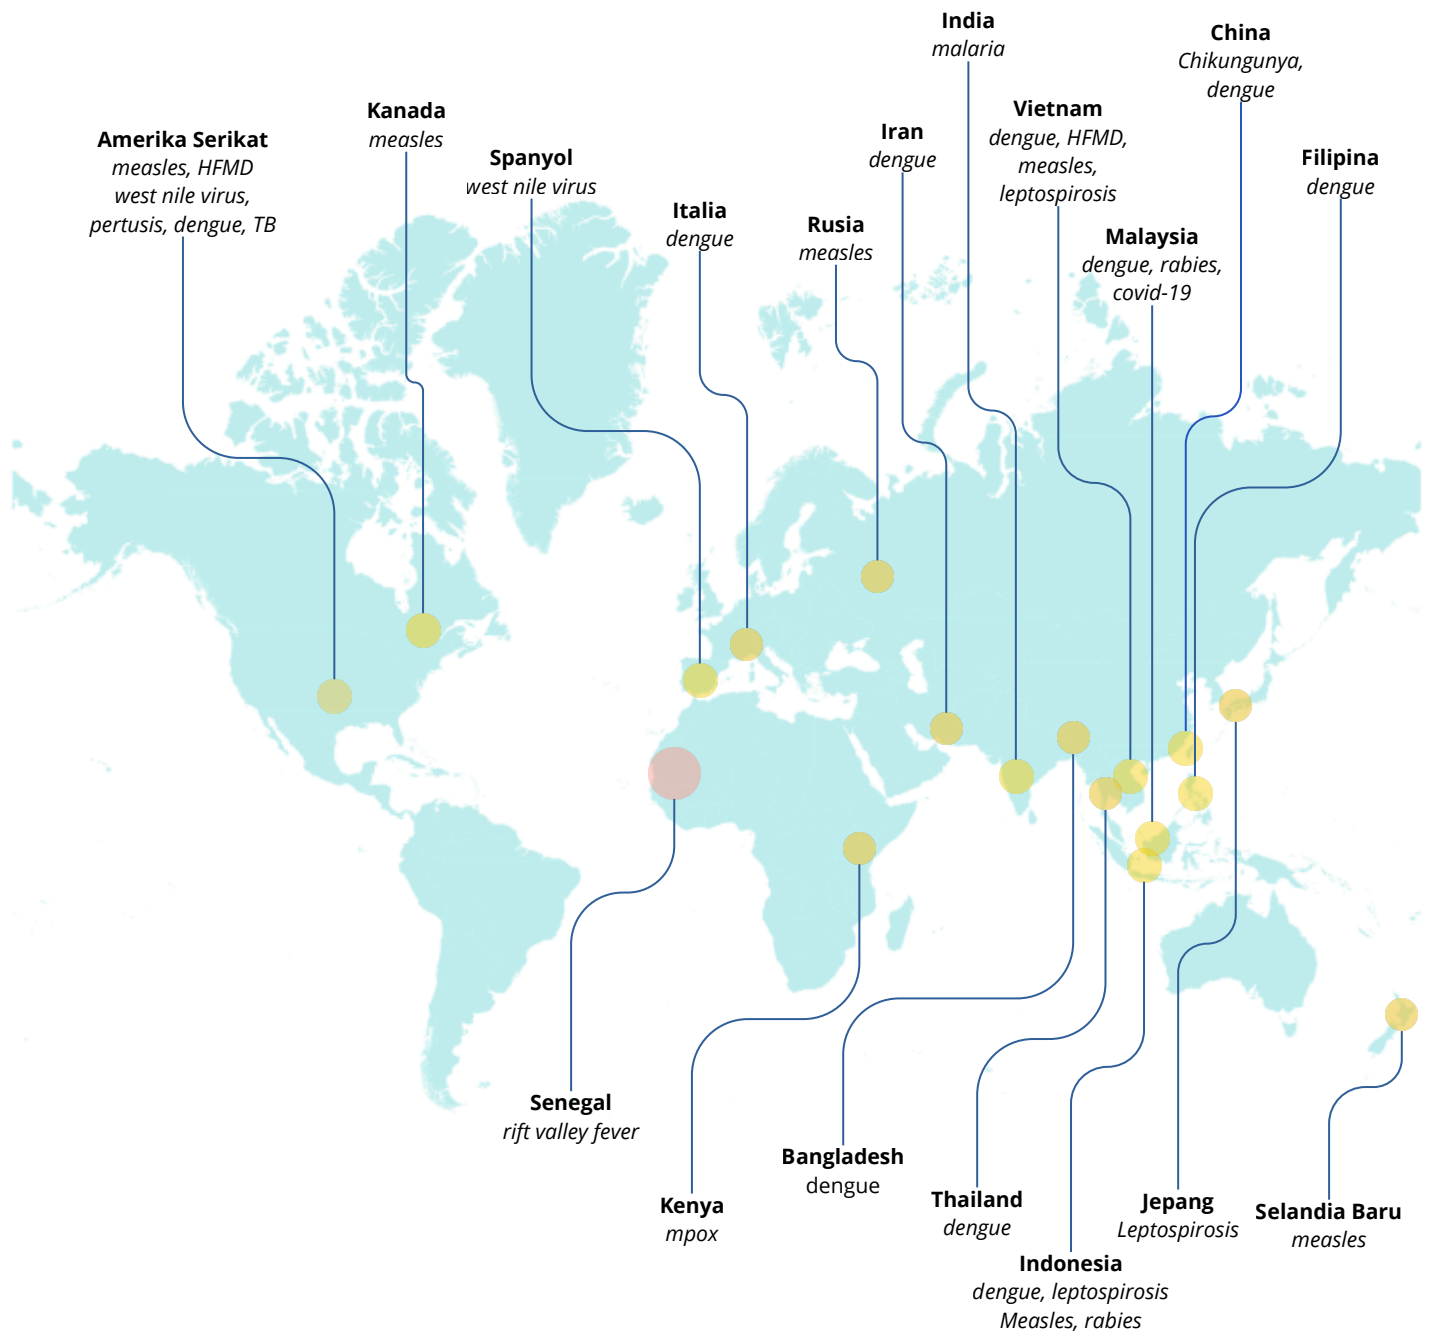 India
malaria
China
Chikungunya,
dengue
Kanada
measles
Vietnam
dengue, HFMD,
measles,
leptospirosis
Amerika Serikat
measles, HFMD
west nile virus,
pertusis, dengue, TB
Iran
dengue
Spanyol
west nile virus
Filipina
dengue
Italia
dengue
Rusia
measles
Malaysia
dengue, rabies,
covid-19
Senegal
rift valley fever
Bangladesh
dengue
Kenya
mpox
Thailand
dengue
Jepang
Leptospirosis
Selandia Baru
measles
Indonesia
dengue, leptospirosis
Measles, rabies